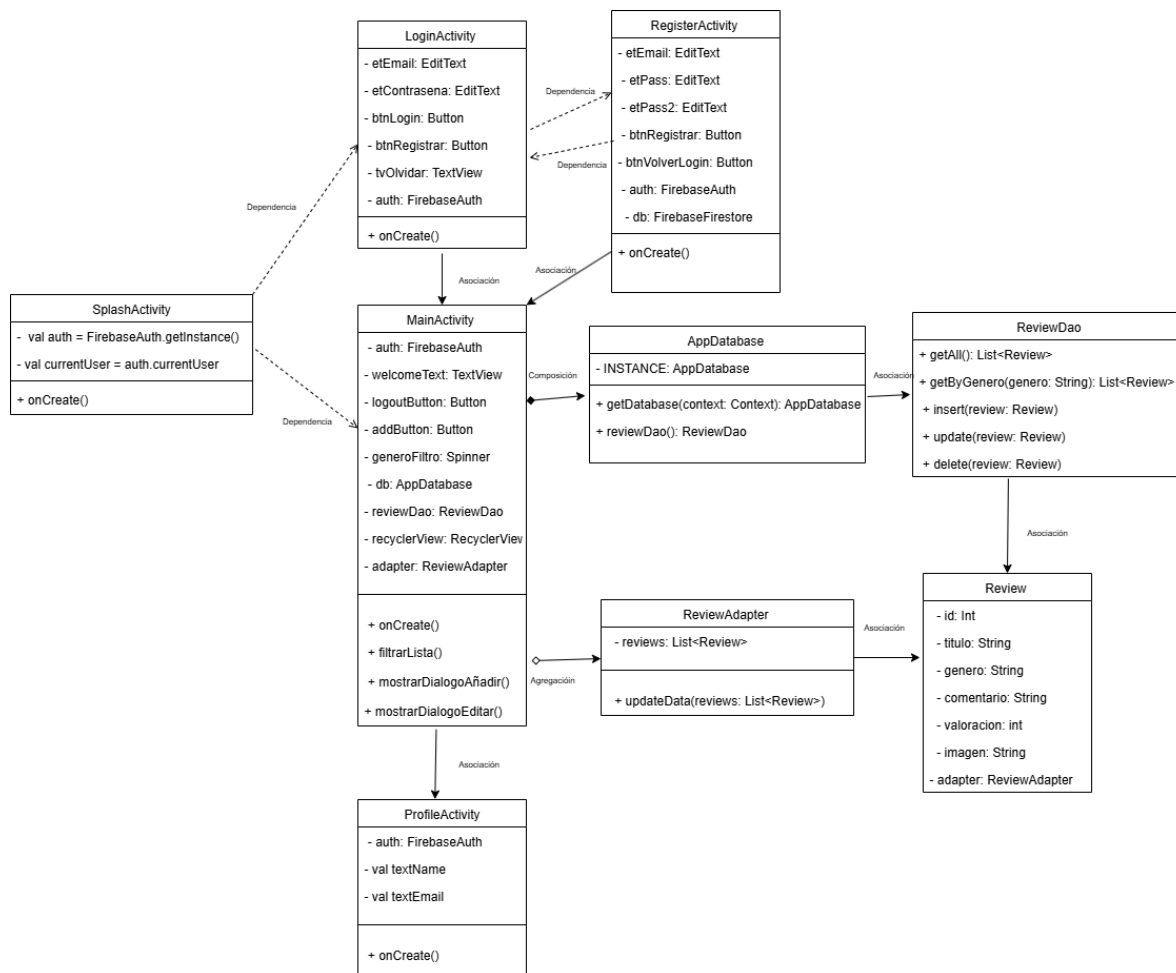 LoginActivity
- etEmail: EditText
- etContrasena: EditText
- btnLogin: Button
- btnRegistrar: Button
- tvOlvidar: TextView
- auth: FirebaseAuth
+ onCreate()
RegisterActivity
- etEmail: EditText
- etPass: EditText
- etPass2: EditText
- btnRegistrar: Button
- btnVolverLogin: Button
- auth: FirebaseAuth
- db: FirebaseFirestore
+ onCreate()
Dependencia
Dependencia
Dependencia
Asociación
Asociación
SplashActivity
- val auth = FirebaseAuth.getInstance()
- val currentUser = auth.currentUser
+ onCreate()
Dependencia
MainActivity
- auth: FirebaseAuth
- welcomeText: TextView
- logoutButton: Button
- addButton: Button
- generoFiltro: Spinner
- db: AppDatabase
- reviewDao: ReviewDao
- recyclerView: RecyclerView
- adapter: ReviewAdapter
+ onCreate()
+ filtrarLista()
+ mostrarDialogoAñadir()
+ mostrarDialogoEditar()
Composición
AppDatabase
- INSTANCE: AppDatabase
+ getDatabase(context: Context): AppDatabase
+ reviewDao(): ReviewDao
Asociación
ReviewDao
+ getAll(): List<Review>
+ getByGenero(genero: String): List<Review>
+ insert(review: Review)
+ update(review: Review)
+ delete(review: Review)
Asociación
Agregacióin
ReviewAdapter
- reviews: List<Review>
+ updateData(reviews: List<Review>)
Asociación
Review
- id: Int
- titulo: String
- genero: String
- comentario: String
- valoracion: int
- imagen: String
- adapter: ReviewAdapter
Asociación
ProfileActivity
- auth: FirebaseAuth
- val textName
- val textEmail
+ onCreate()